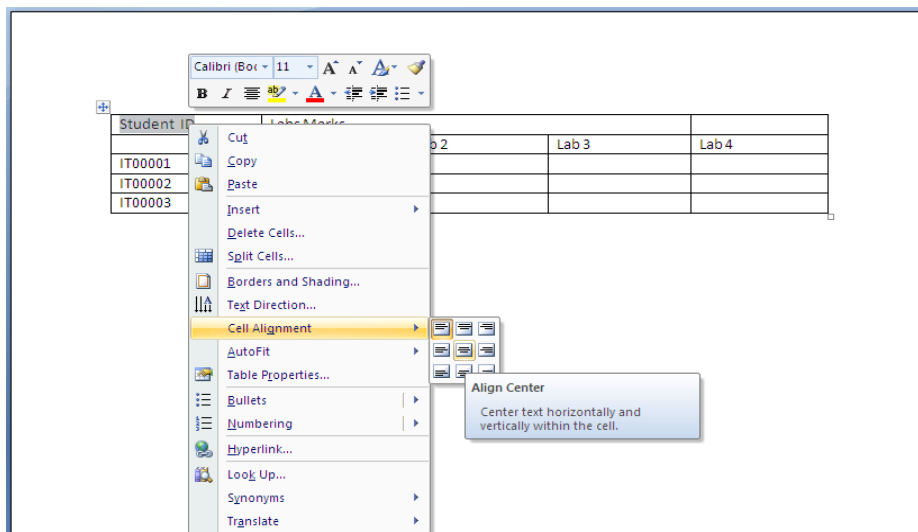 Calibri (Boc 11
Student ID Labs Marks
b 2 Lab 3 Lab 4
IT00001
IT00002
IT00003
Cut
Copy
Paste
Insert
Delete Cells...
Split Cells...
Borders and Shading...
Text Direction...
Cell Alignment
AutoFit
Table Properties...
Bullets
Numbering
Hyperlink...
Look Up...
Synonyms
Translate
Align Center
Center text horizontally and
vertically within the cell.